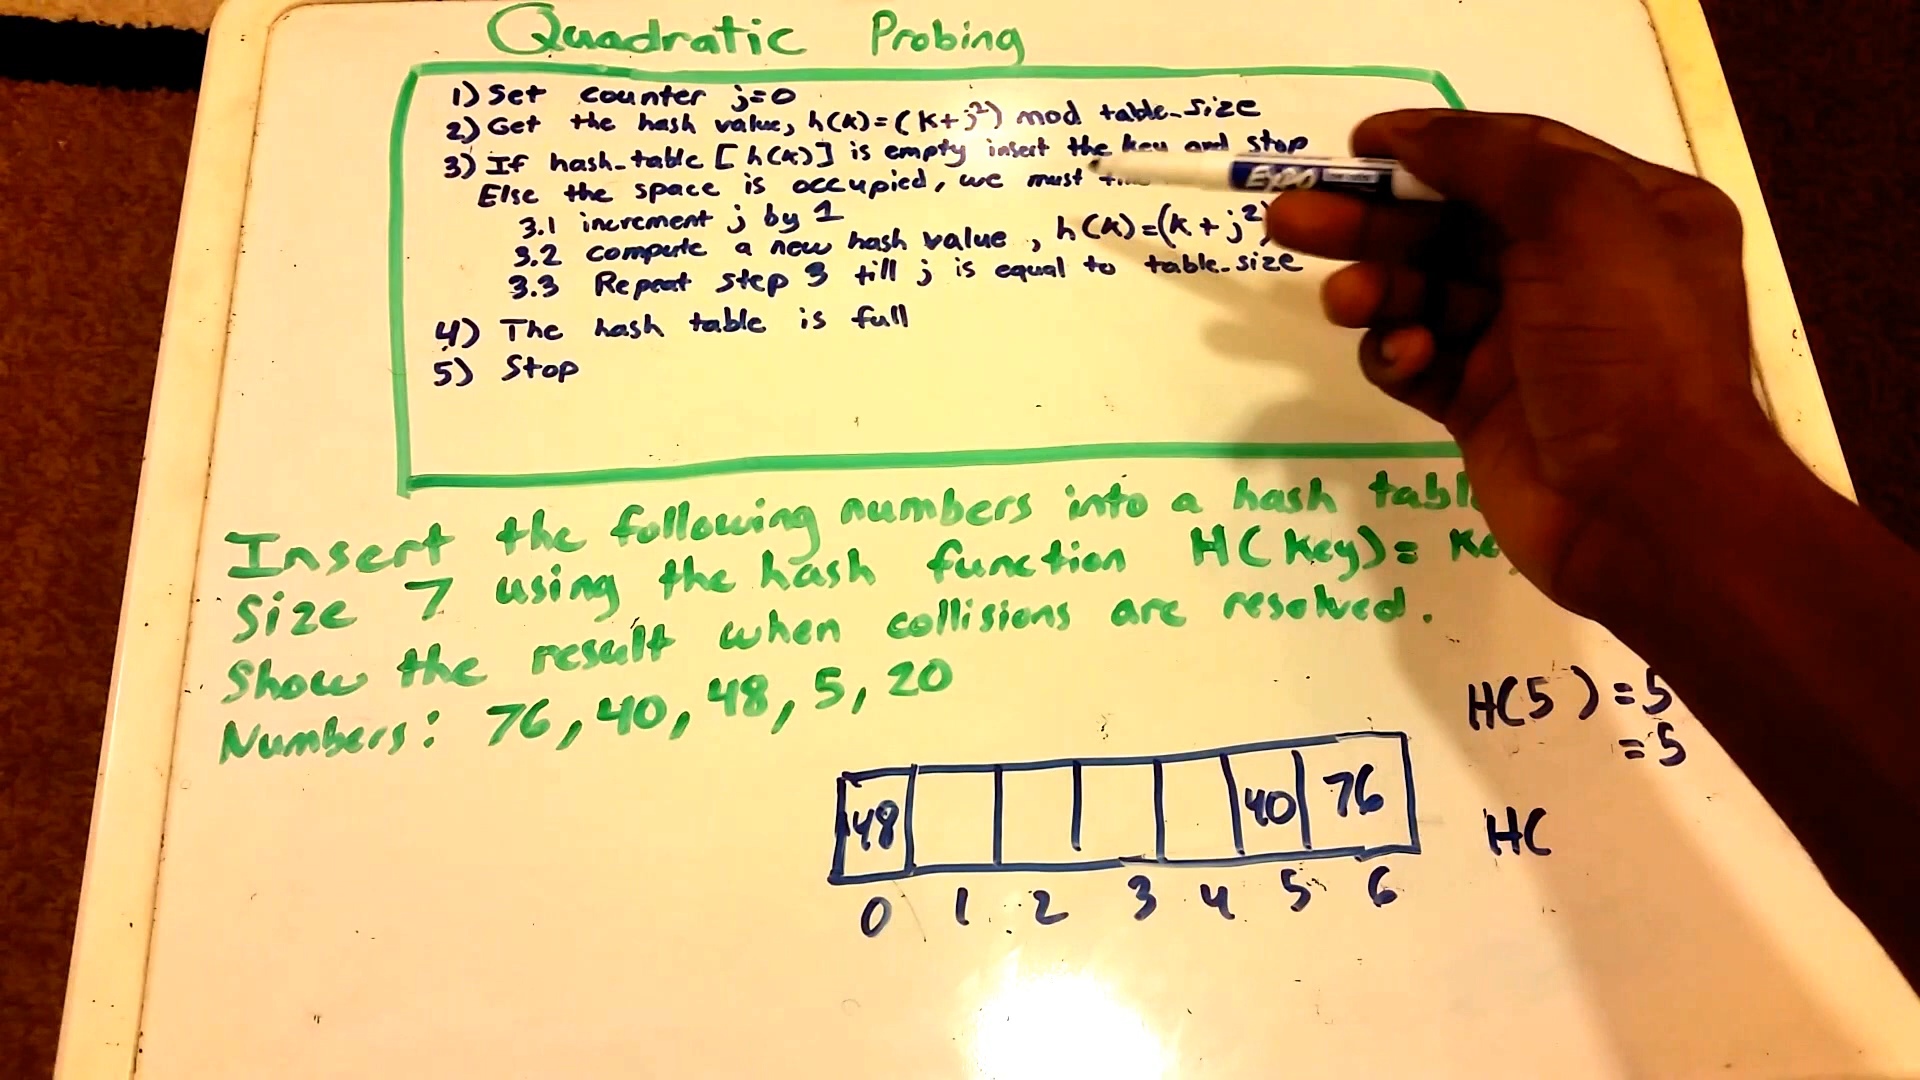 Quadratic Probing
1) Set counter j=0
2) Get the hash value, h(k)=(k+j²) mod table_size
3) If hash_table [h(k)] is empty insert the key and stop
Else the space is occupied, we must
3.1 increment j by 1
3.2 compute a new hash value, h(k)=(k+j²)
3.3 Repeat step 3 till j is equal to table_size
4) The hash table is full
5) Stop
EXPO
Insert the following numbers into a hash
Size 7 using the hash function H(key)=
Show the result when collisions are resolved.
Numbers: 76, 40, 48, 5, 20
H(5)=5
=5
48 40 76
H(
0 1 2 3 4 5 6